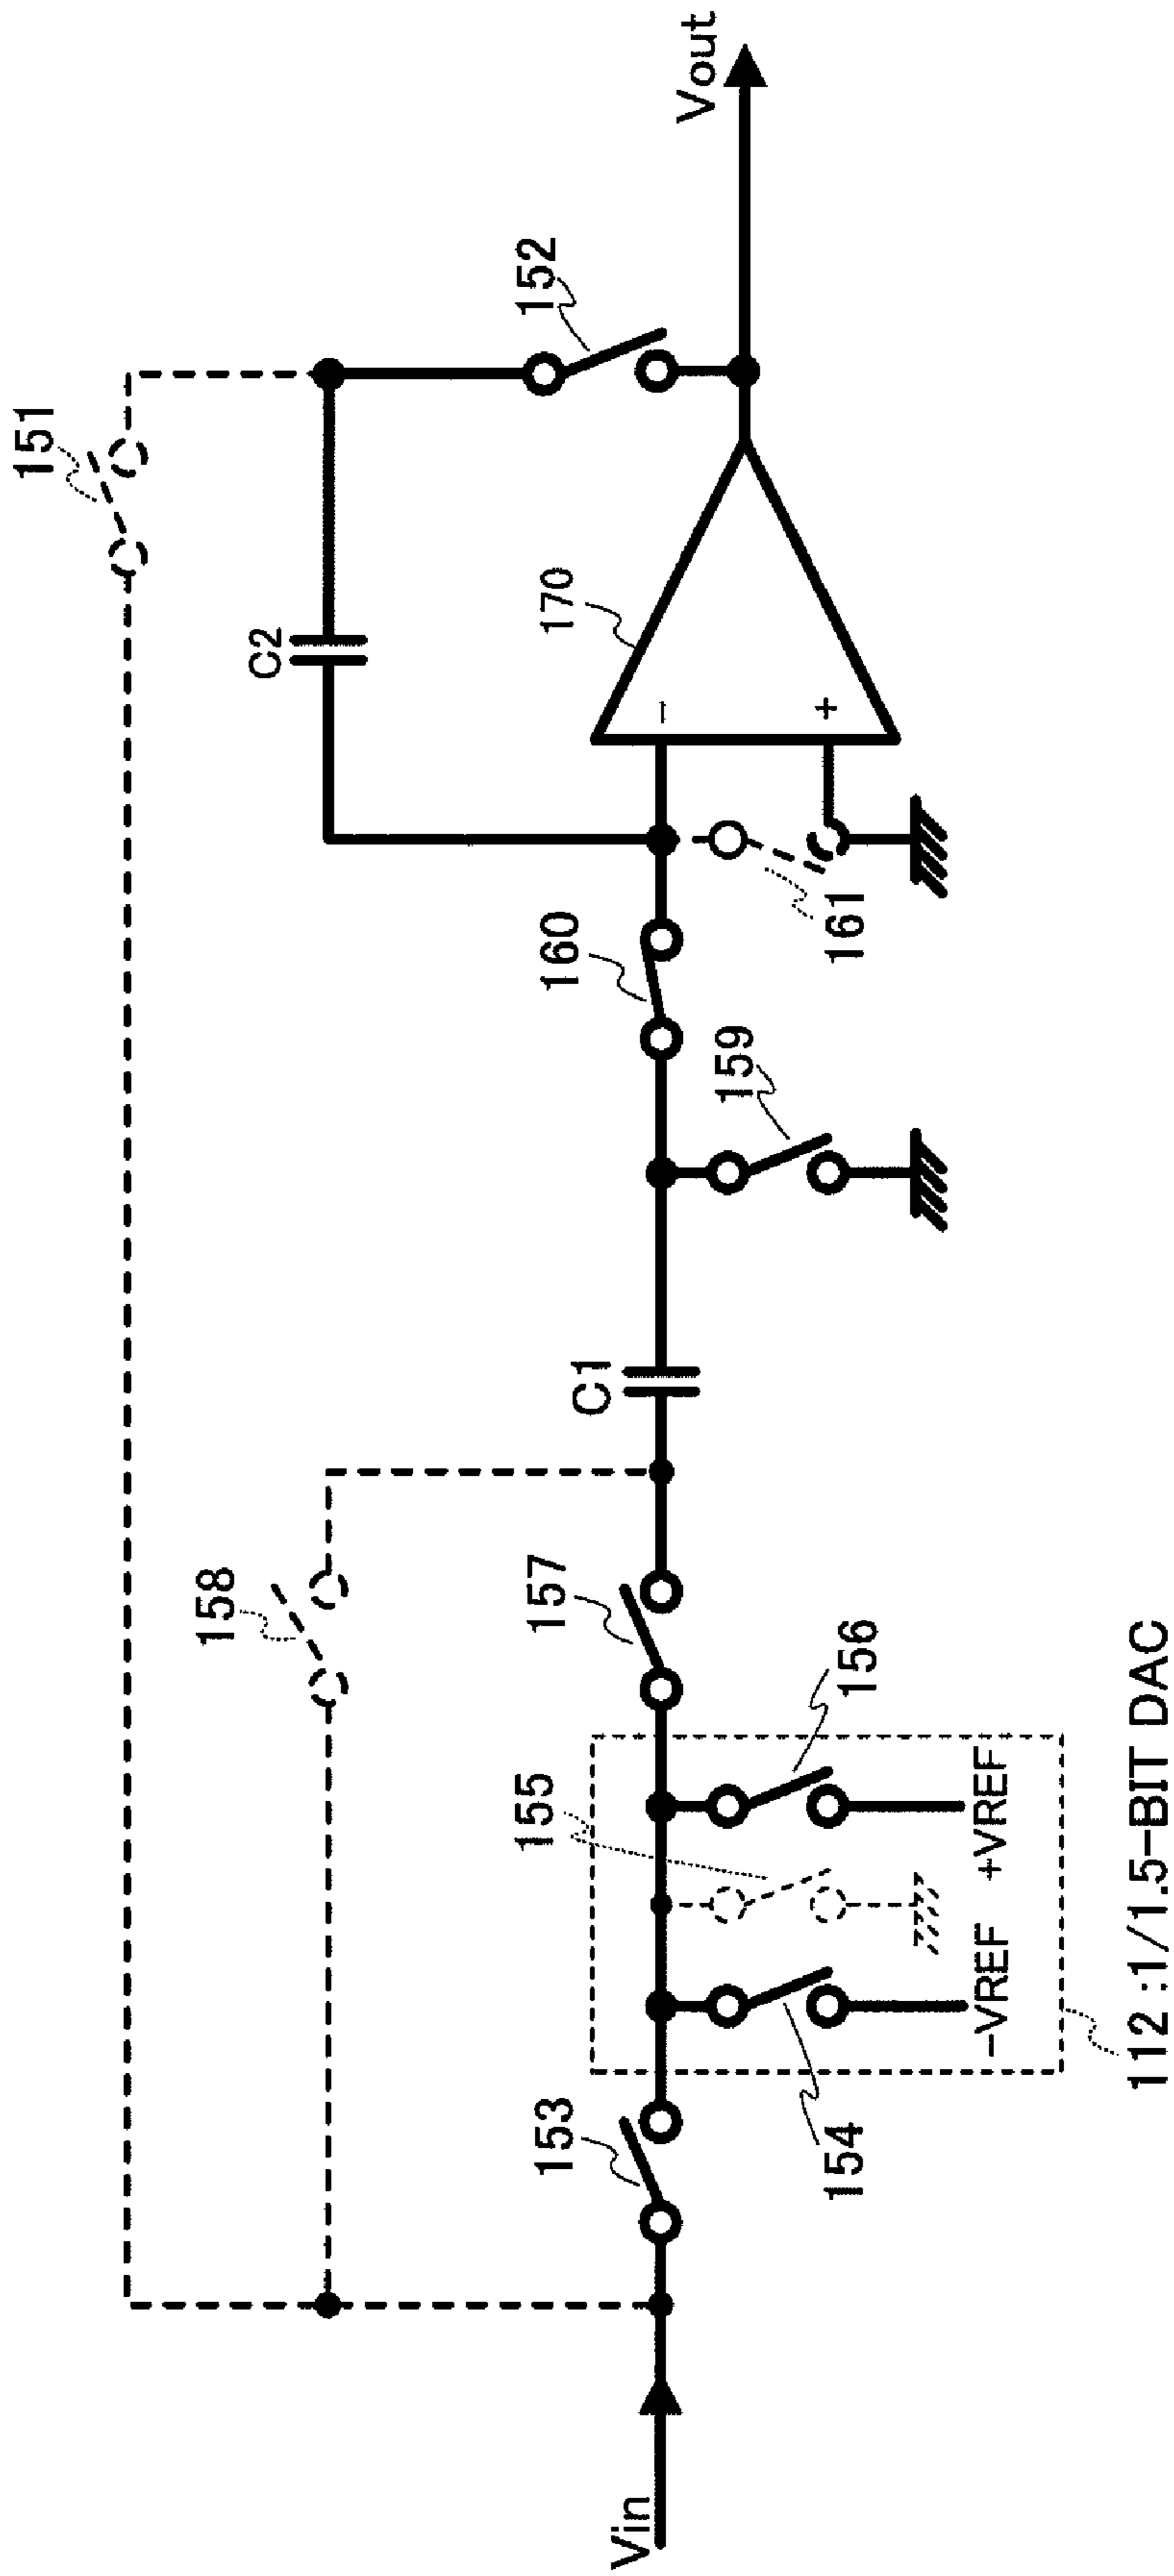 151
158
C2
152
Vout
170
−
+
160
161
159
C1
157
155
156
153
154
−VREF
+VREF
Vin
112 :1/1.5−BIT DAC